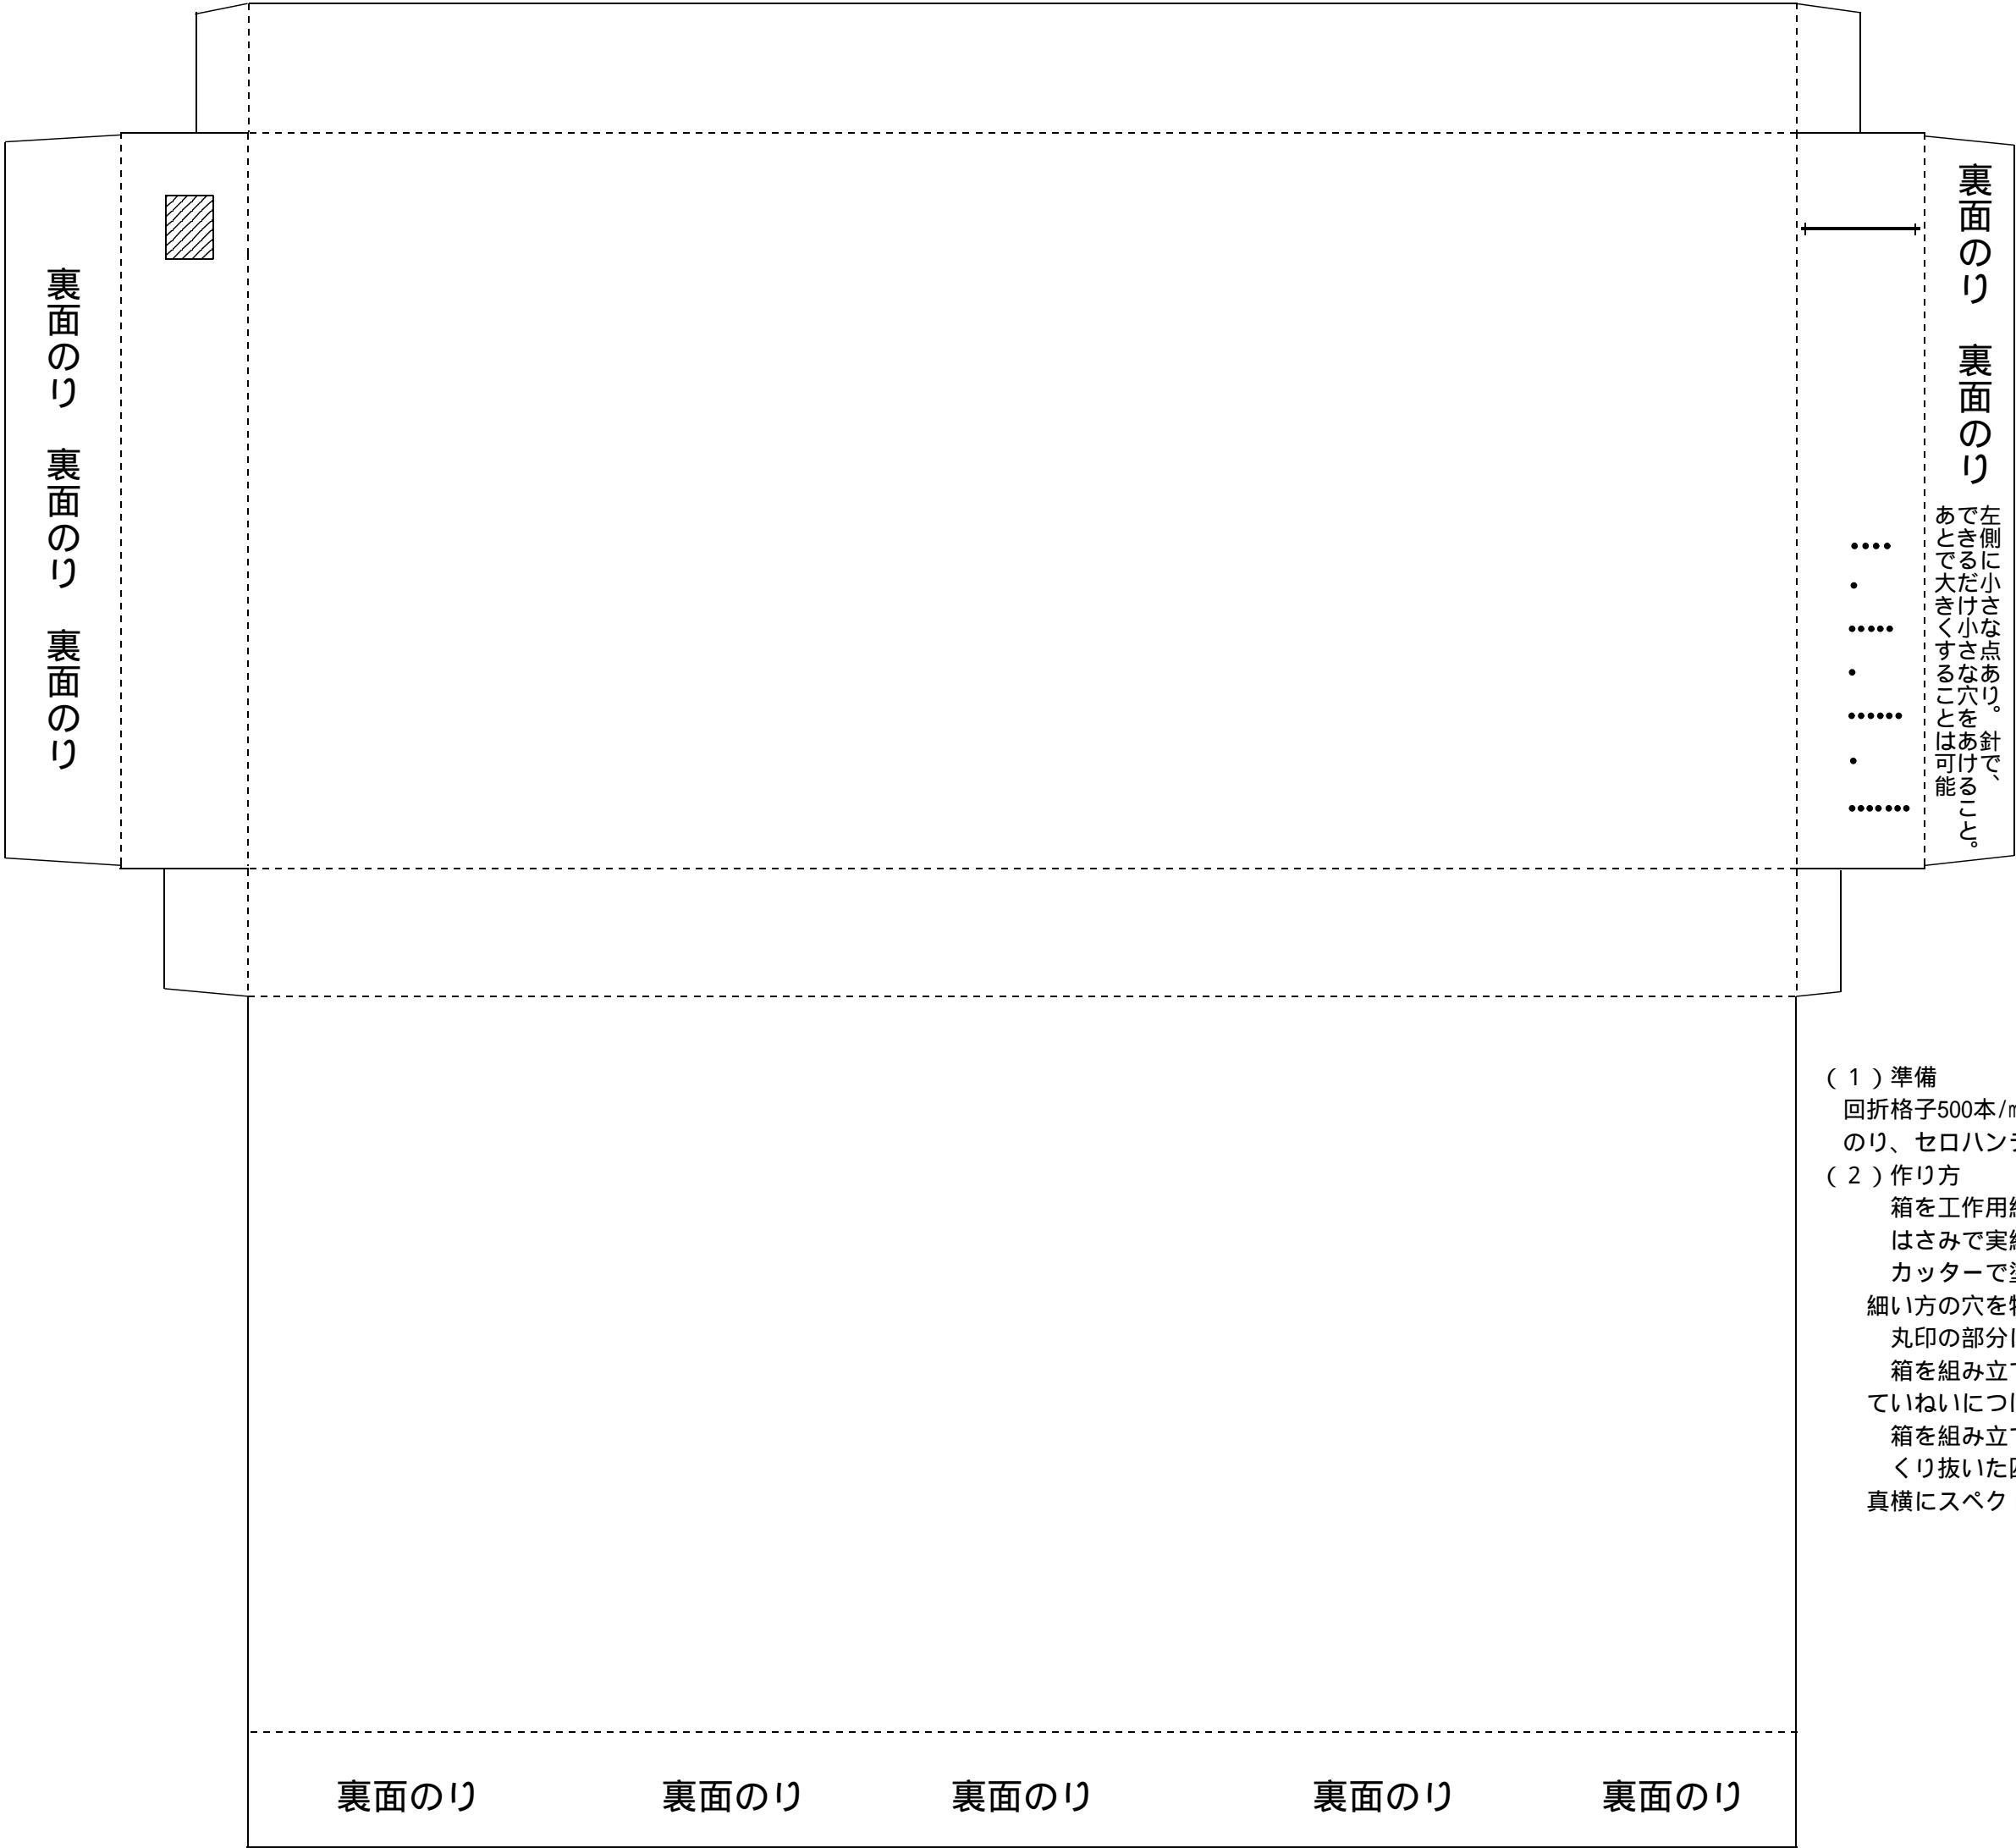 裏面のり　裏面のり　裏面のり
裏面のり　裏面のり
左側に小さな点あり。針で、
できるだけ小さな穴をあけること。
あとで大きくすることは可能
（１）準備
回折格子500本/
のり、セロハン
（２）作り方
箱を工作用
はさみで実
カッターで
細い方の穴を
丸印の部分
箱を組み立
ていねいにつ
箱を組み立
くり抜いた
真横にスペク
裏面のり　裏面のり　裏面のり　裏面のり　裏面のり